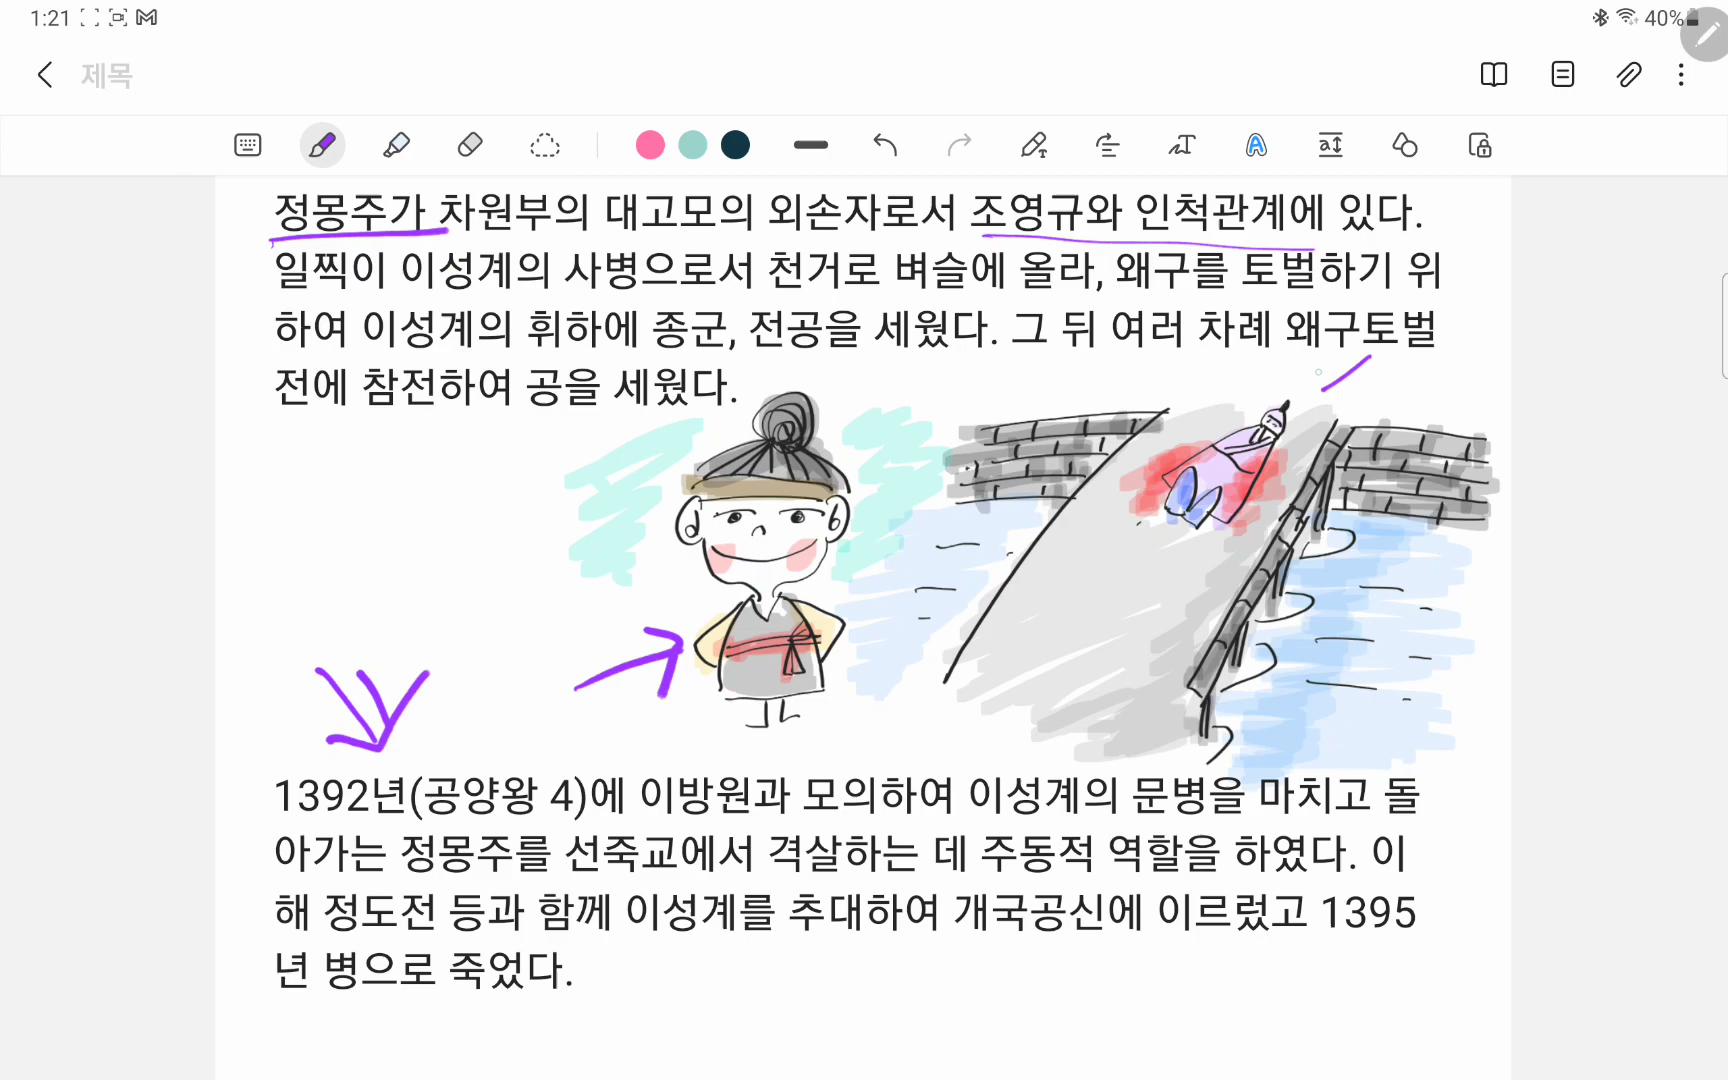 1:21
40%
제목
정몽주가 차원부의 대고모의 외손자로서 조영규와 인척관계에 있다.
일찍이 이성계의 사병으로서 천거로 벼슬에 올라, 왜구를 토벌하기 위
하여 이성계의 휘하에 종군, 전공을 세웠다. 그 뒤 여러 차례 왜구토벌
전에 참전하여 공을 세웠다.
1392년(공양왕 4)에 이방원과 모의하여 이성계의 문병을 마치고 돌
아가는 정몽주를 선죽교에서 격살하는 데 주동적 역할을 하였다. 이
해 정도전 등과 함께 이성계를 추대하여 개국공신에 이르렀고 1395
년 병으로 죽었다.